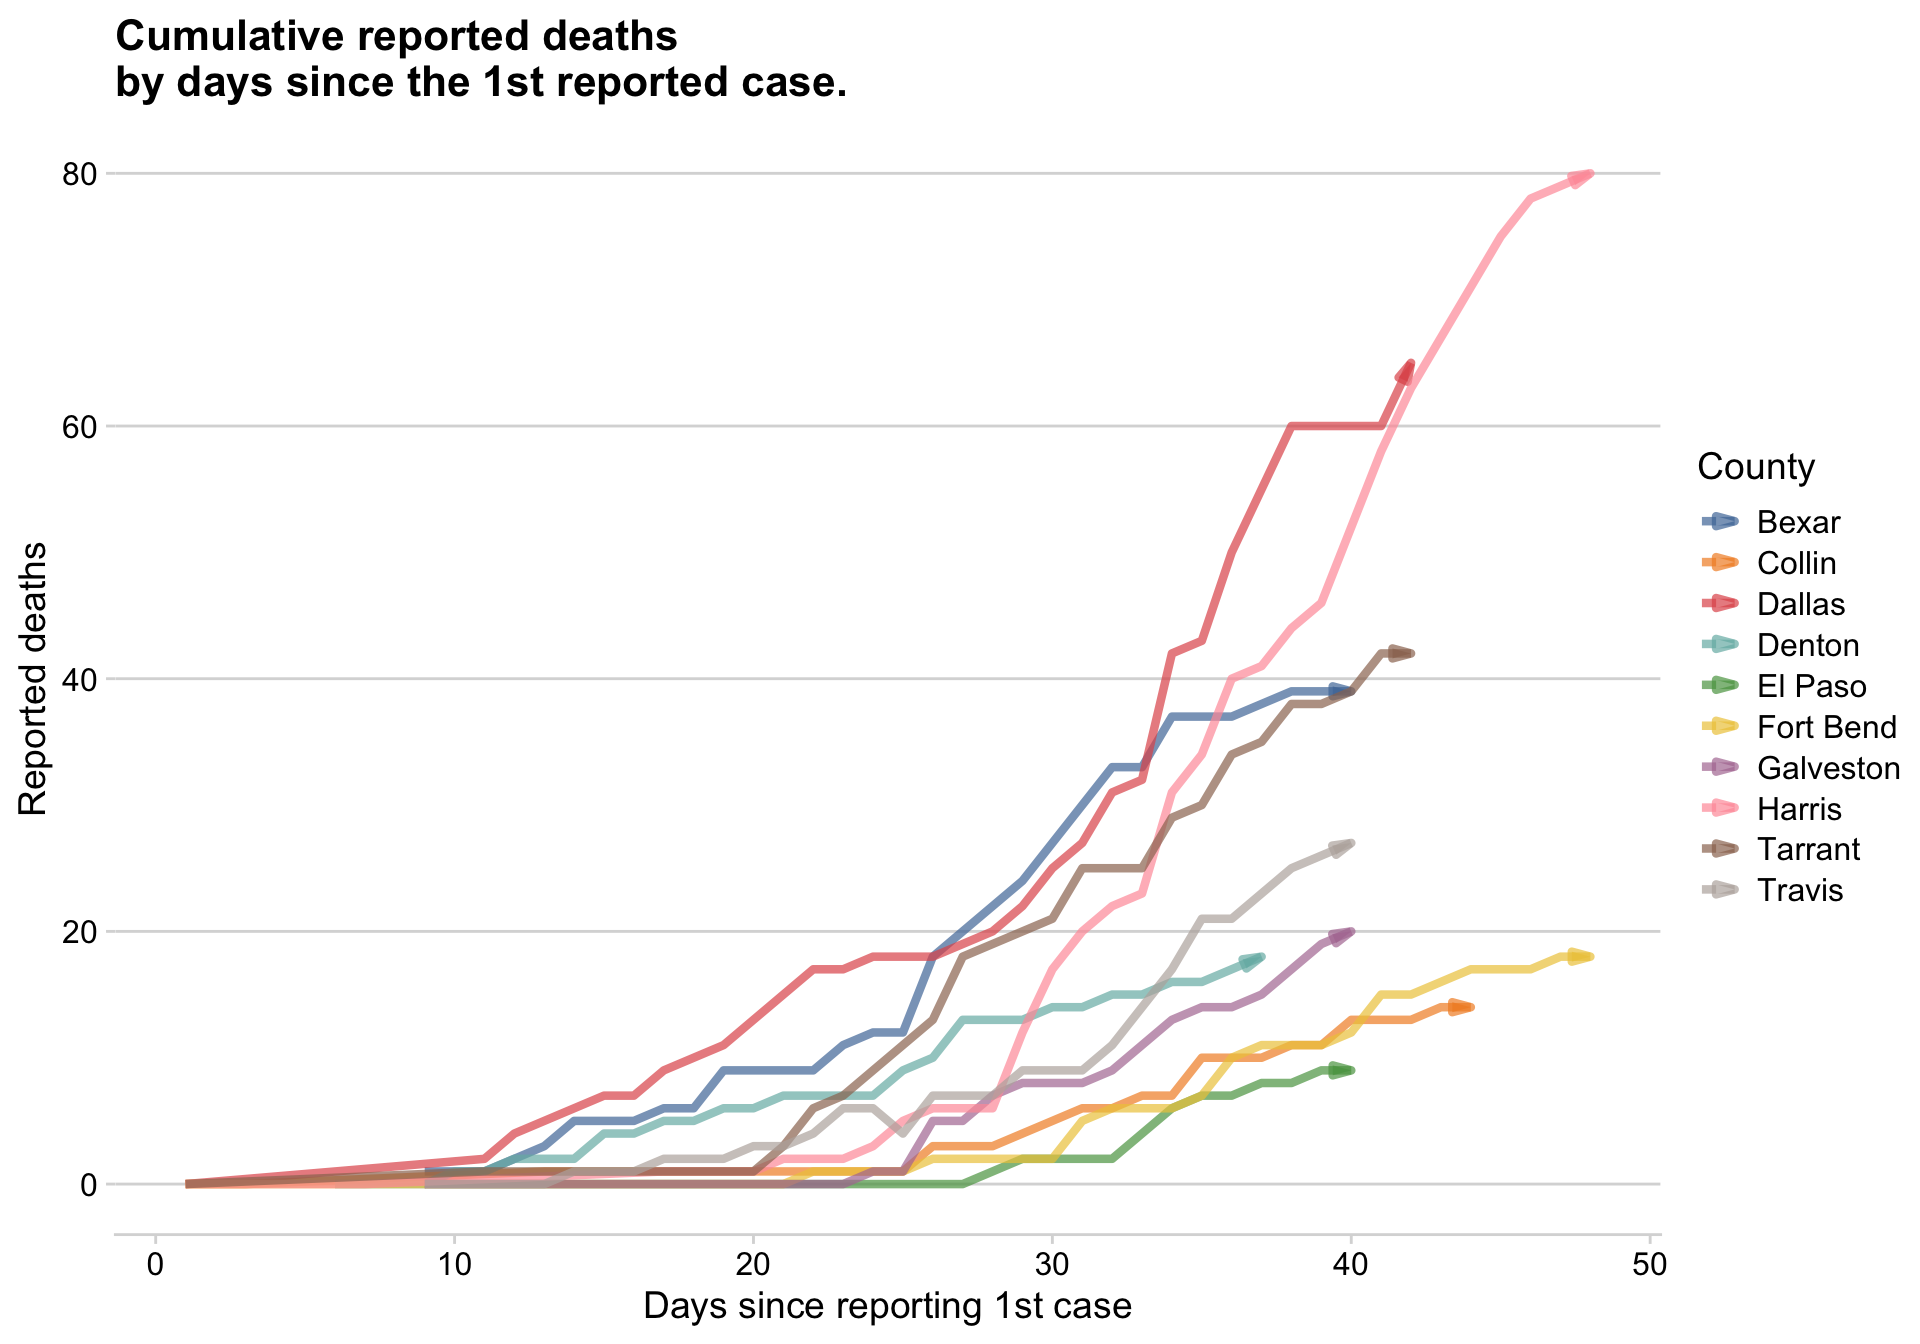 Cumulative reported deaths
by days since the 1st reported case.
Reported deaths
80
60
40
20
0
0 10 20 30 40 50
Days since reporting 1st case
County
Bexar
Collin
Dallas
Denton
El Paso
Fort Bend
Galveston
Harris
Tarrant
Travis